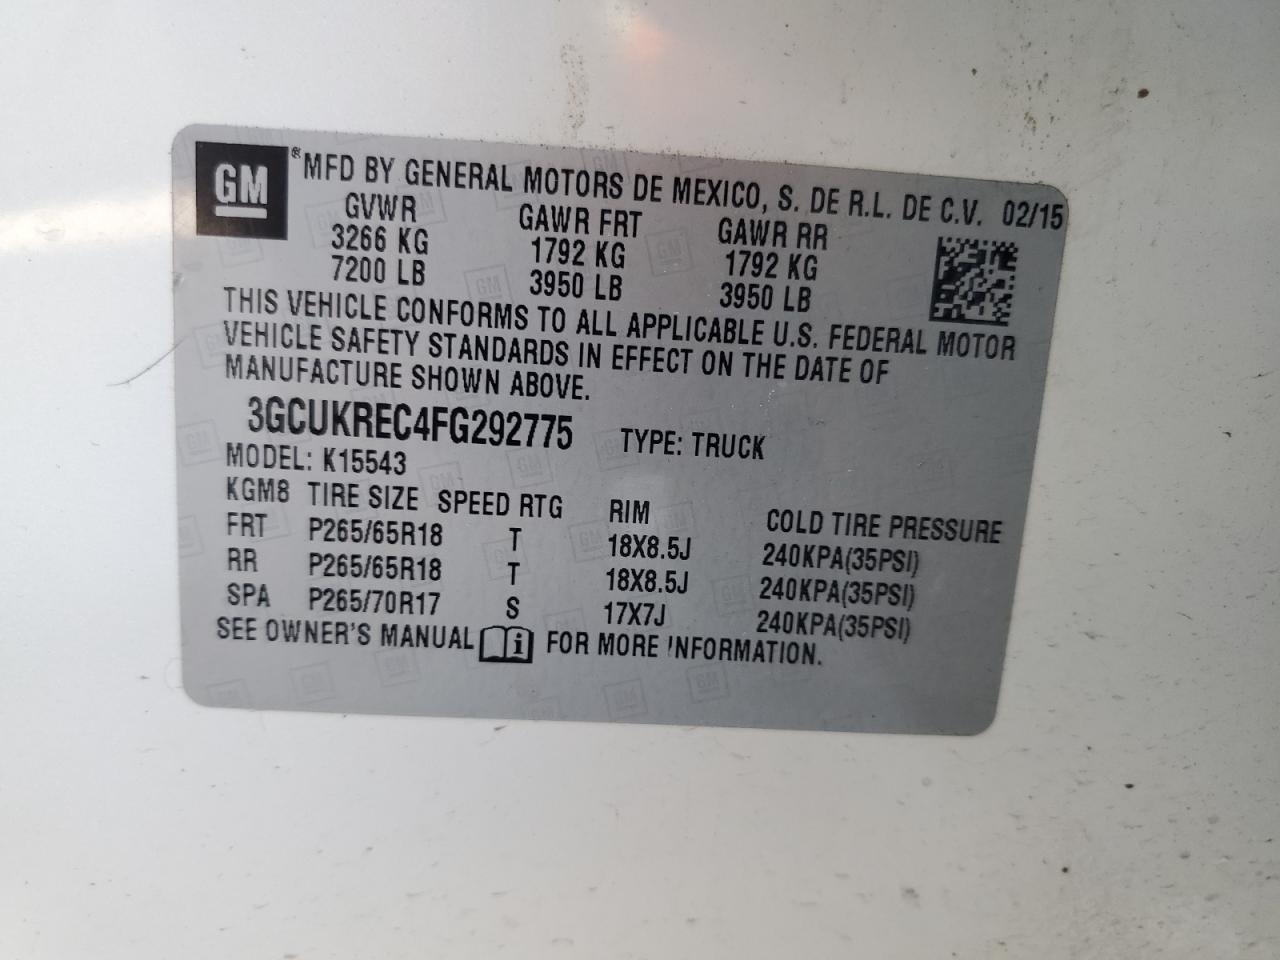 GM ®MFD BY GENERAL MOTORS DE MEXICO, S. DE R.L. DE C.V. 02/15
GVWR GAWR FRT GAWR RR
3266 KG 1792 KG 1792 KG
7200 LB 3950 LB 3950 LB
THIS VEHICLE CONFORMS TO ALL APPLICABLE U.S. FEDERAL MOTOR
VEHICLE SAFETY STANDARDS IN EFFECT ON THE DATE OF
MANUFACTURE SHOWN ABOVE.
3GCUKREC4FG292775 TYPE: TRUCK
MODEL: K15543
KGM8 TIRE SIZE SPEED RTG RIM COLD TIRE PRESSURE
FRT P265/65R18 T 18X8.5J 240KPA(35PSI)
RR P265/65R18 T 18X8.5J 240KPA(35PSI)
SPA P265/70R17 S 17X7J 240KPA(35PSI)
SEE OWNER'S MANUAL i FOR MORE INFORMATION.